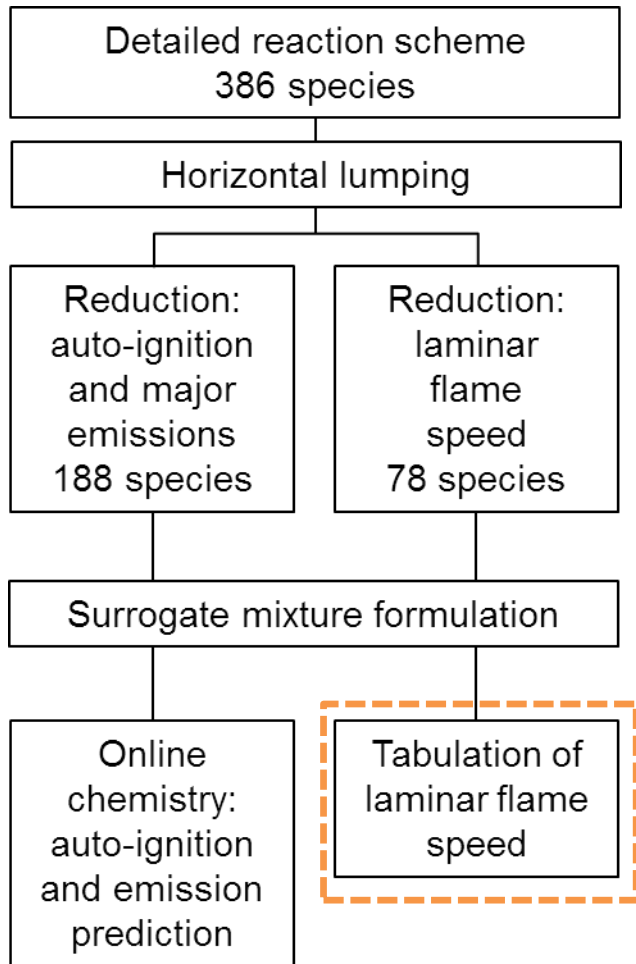 Detailed reaction scheme
386 species
Horizontal lumping
Reduction:
auto-ignition
and major
emissions
188 species
Reduction:
laminar
flame
speed
78 species
Surrogate mixture formulation
Online
chemistry:
auto-ignition
and emission
prediction
Tabulation of
laminar flame
speed